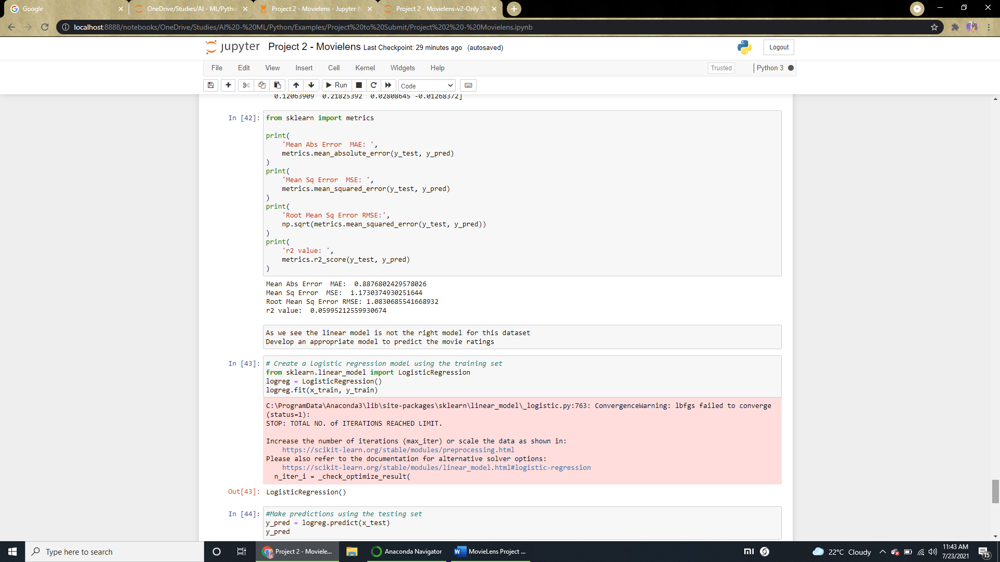 Google
OneDrive/Studies/AI - ML/Pytho
Project 2 - Movielens - Jupyter N
Project 2 - Movielens-v2-Only SV
localhost:8888/notebooks/OneDrive/Studies/AI%20-%20ML/Python/Examples/Project%20to%20Submit/Project%202%20-%20Movielens.ipynb
jupyter Project 2 - Movielens Last Checkpoint: 29 minutes ago (autosaved)
Logout
File Edit View Insert Cell Kernel Widgets Help
Trusted
Python 3
Run
Code
0.12063909  0.21825392  0.02808645 -0.01268372]
In [42]: from sklearn import metrics
print(
'Mean Abs Error  MAE: ',
metrics.mean_absolute_error(y_test, y_pred)
)
print(
'Mean Sq Error  MSE: ',
metrics.mean_squared_error(y_test, y_pred)
)
print(
'Root Mean Sq Error RMSE:',
np.sqrt(metrics.mean_squared_error(y_test, y_pred))
)
print(
'r2 value: ',
metrics.r2_score(y_test, y_pred)
)
Mean Abs Error  MAE:  0.8876802429578026
Mean Sq Error  MSE:  1.1730374930251644
Root Mean Sq Error RMSE: 1.0830685541668932
r2 value:  0.05995212559930674
As we see the linear model is not the right model for this dataset
Develop an appropriate model to predict the movie ratings
In [43]: # Create a logistic regression model using the training set
from sklearn.linear_model import LogisticRegression
logreg = LogisticRegression()
logreg.fit(x_train, y_train)
C:\ProgramData\Anaconda3\lib\site-packages\sklearn\linear_model\_logistic.py:763: ConvergenceWarning: lbfgs failed to converge
(status=1):
STOP: TOTAL NO. of ITERATIONS REACHED LIMIT.
Increase the number of iterations (max_iter) or scale the data as shown in:
https://scikit-learn.org/stable/modules/preprocessing.html
Please also refer to the documentation for alternative solver options:
https://scikit-learn.org/stable/modules/linear_model.html#logistic-regression
n_iter_i = _check_optimize_result(
Out[43]: LogisticRegression()
In [44]: #Make predictions using the testing set
y_pred = logreg.predict(x_test)
y_pred
Type here to search
Project 2 - Moviele...
Anaconda Navigator
MovieLens Project ...
22°C Cloudy
11:43 AM
7/23/2021
15